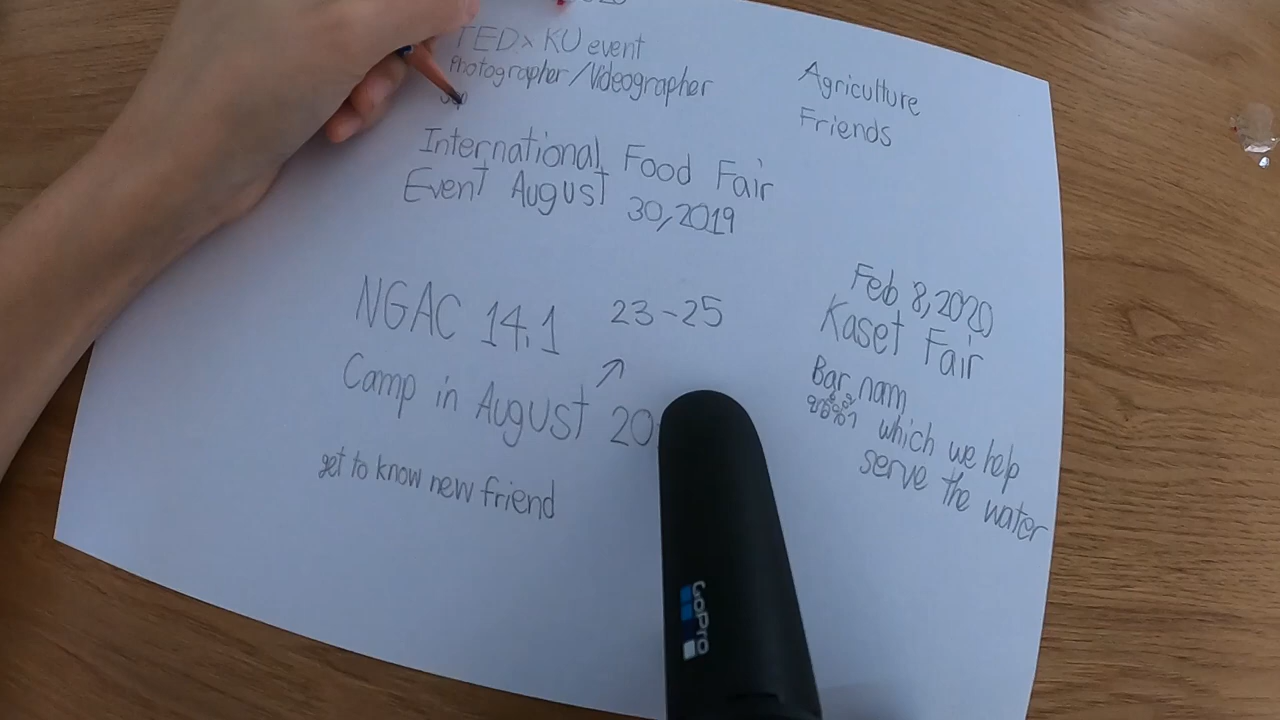 TEDx KU event
Photographer/Videographer
International Food Fair
Event August 30,2019
NGAC 14.1
23-25
Camp in August 20
get to know new friend
Agriculture
Friends
Feb 8,2020
Kaset Fair
Bar nam
which we help
serve the water
GoPro